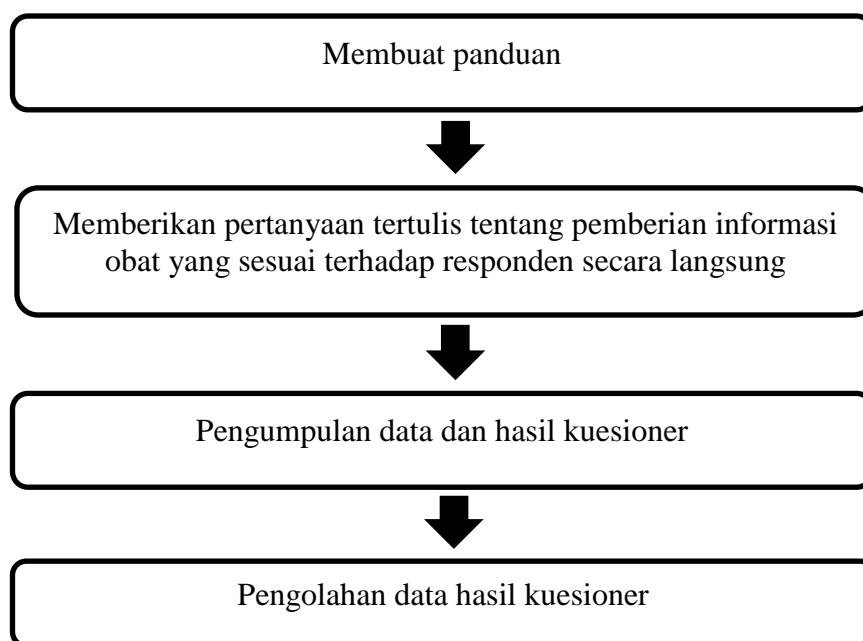 Membuat panduan
Memberikan pertanyaan tertulis tentang pemberian informasi
obat yang sesuai terhadap responden secara langsung
Pengumpulan data dan hasil kuesioner
Pengolahan data hasil kuesioner